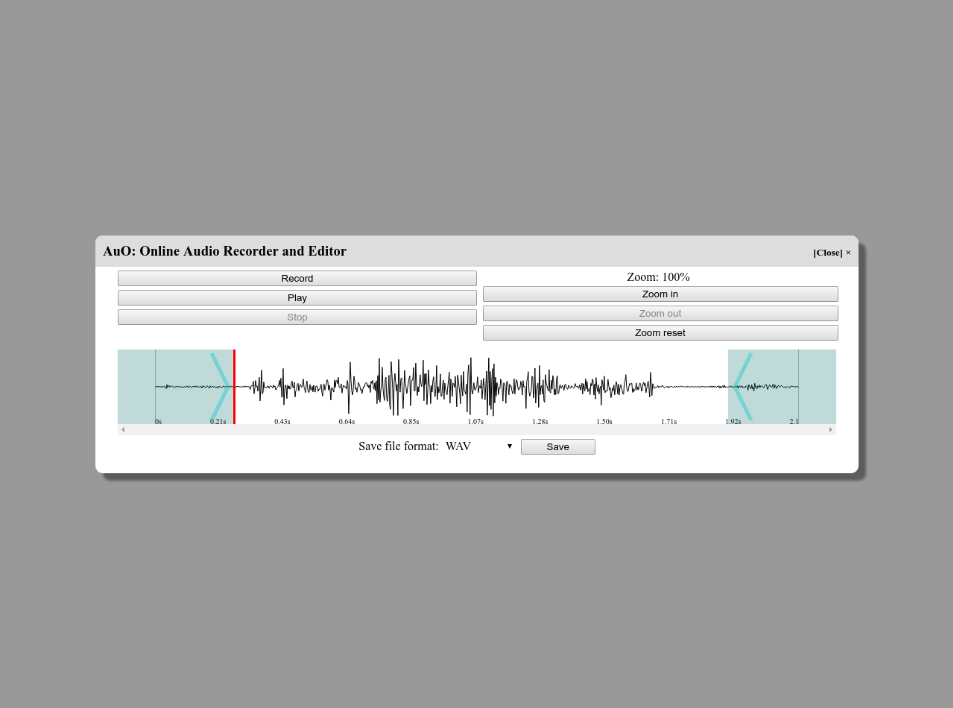 AuO: Online Audio Recorder and Editor
[Close] ×
Record
Play
Stop
Zoom: 100%
Zoom in
Zoom out
Zoom reset
0s 0.21s 0.43s 0.64s 0.85s 1.07s 1.28s 1.50s 1.71s 1.92s 2.1
Save file format: WAV ▼ Save